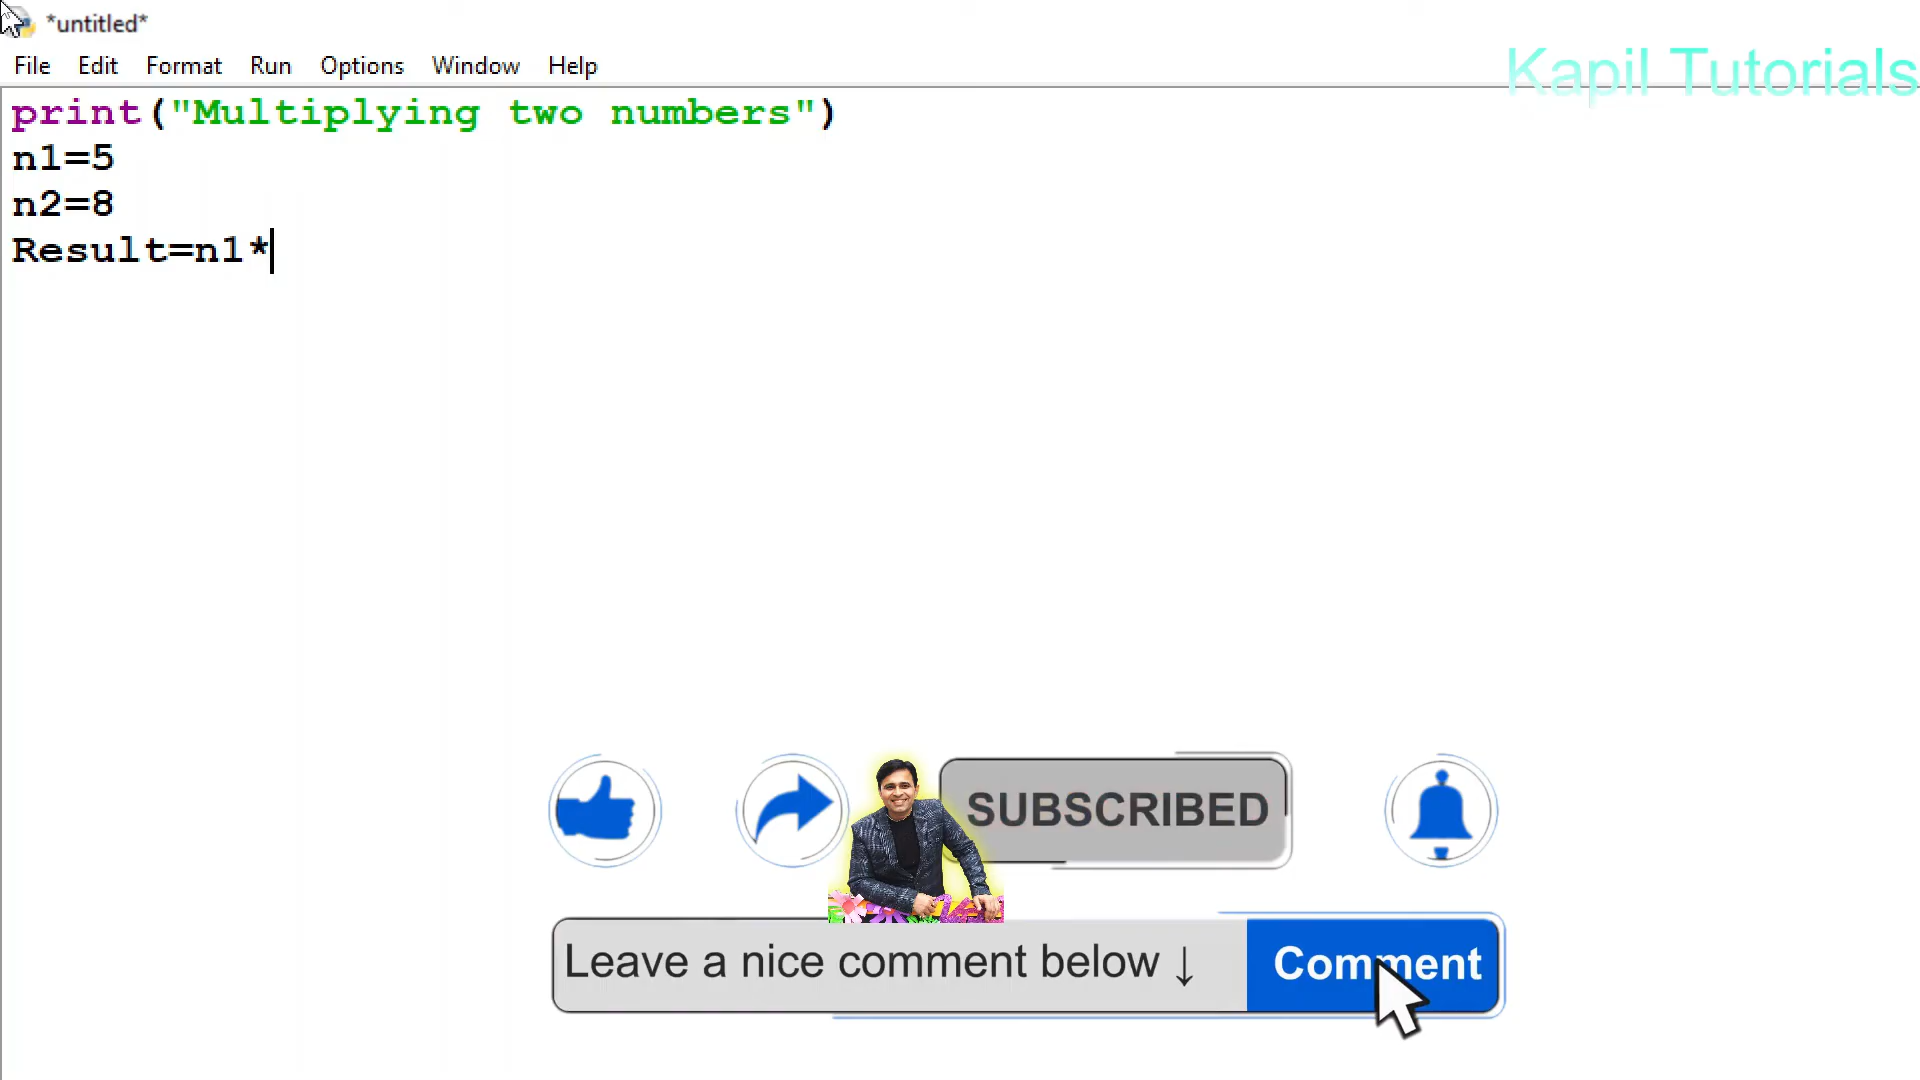 *untitled*
File Edit Format Run Options Window Help
Kapil Tutorials
print("Multiplying two numbers")
n1=5
n2=8
Result=n1*
SUBSCRIBED
Leave a nice comment below ↓
Comment